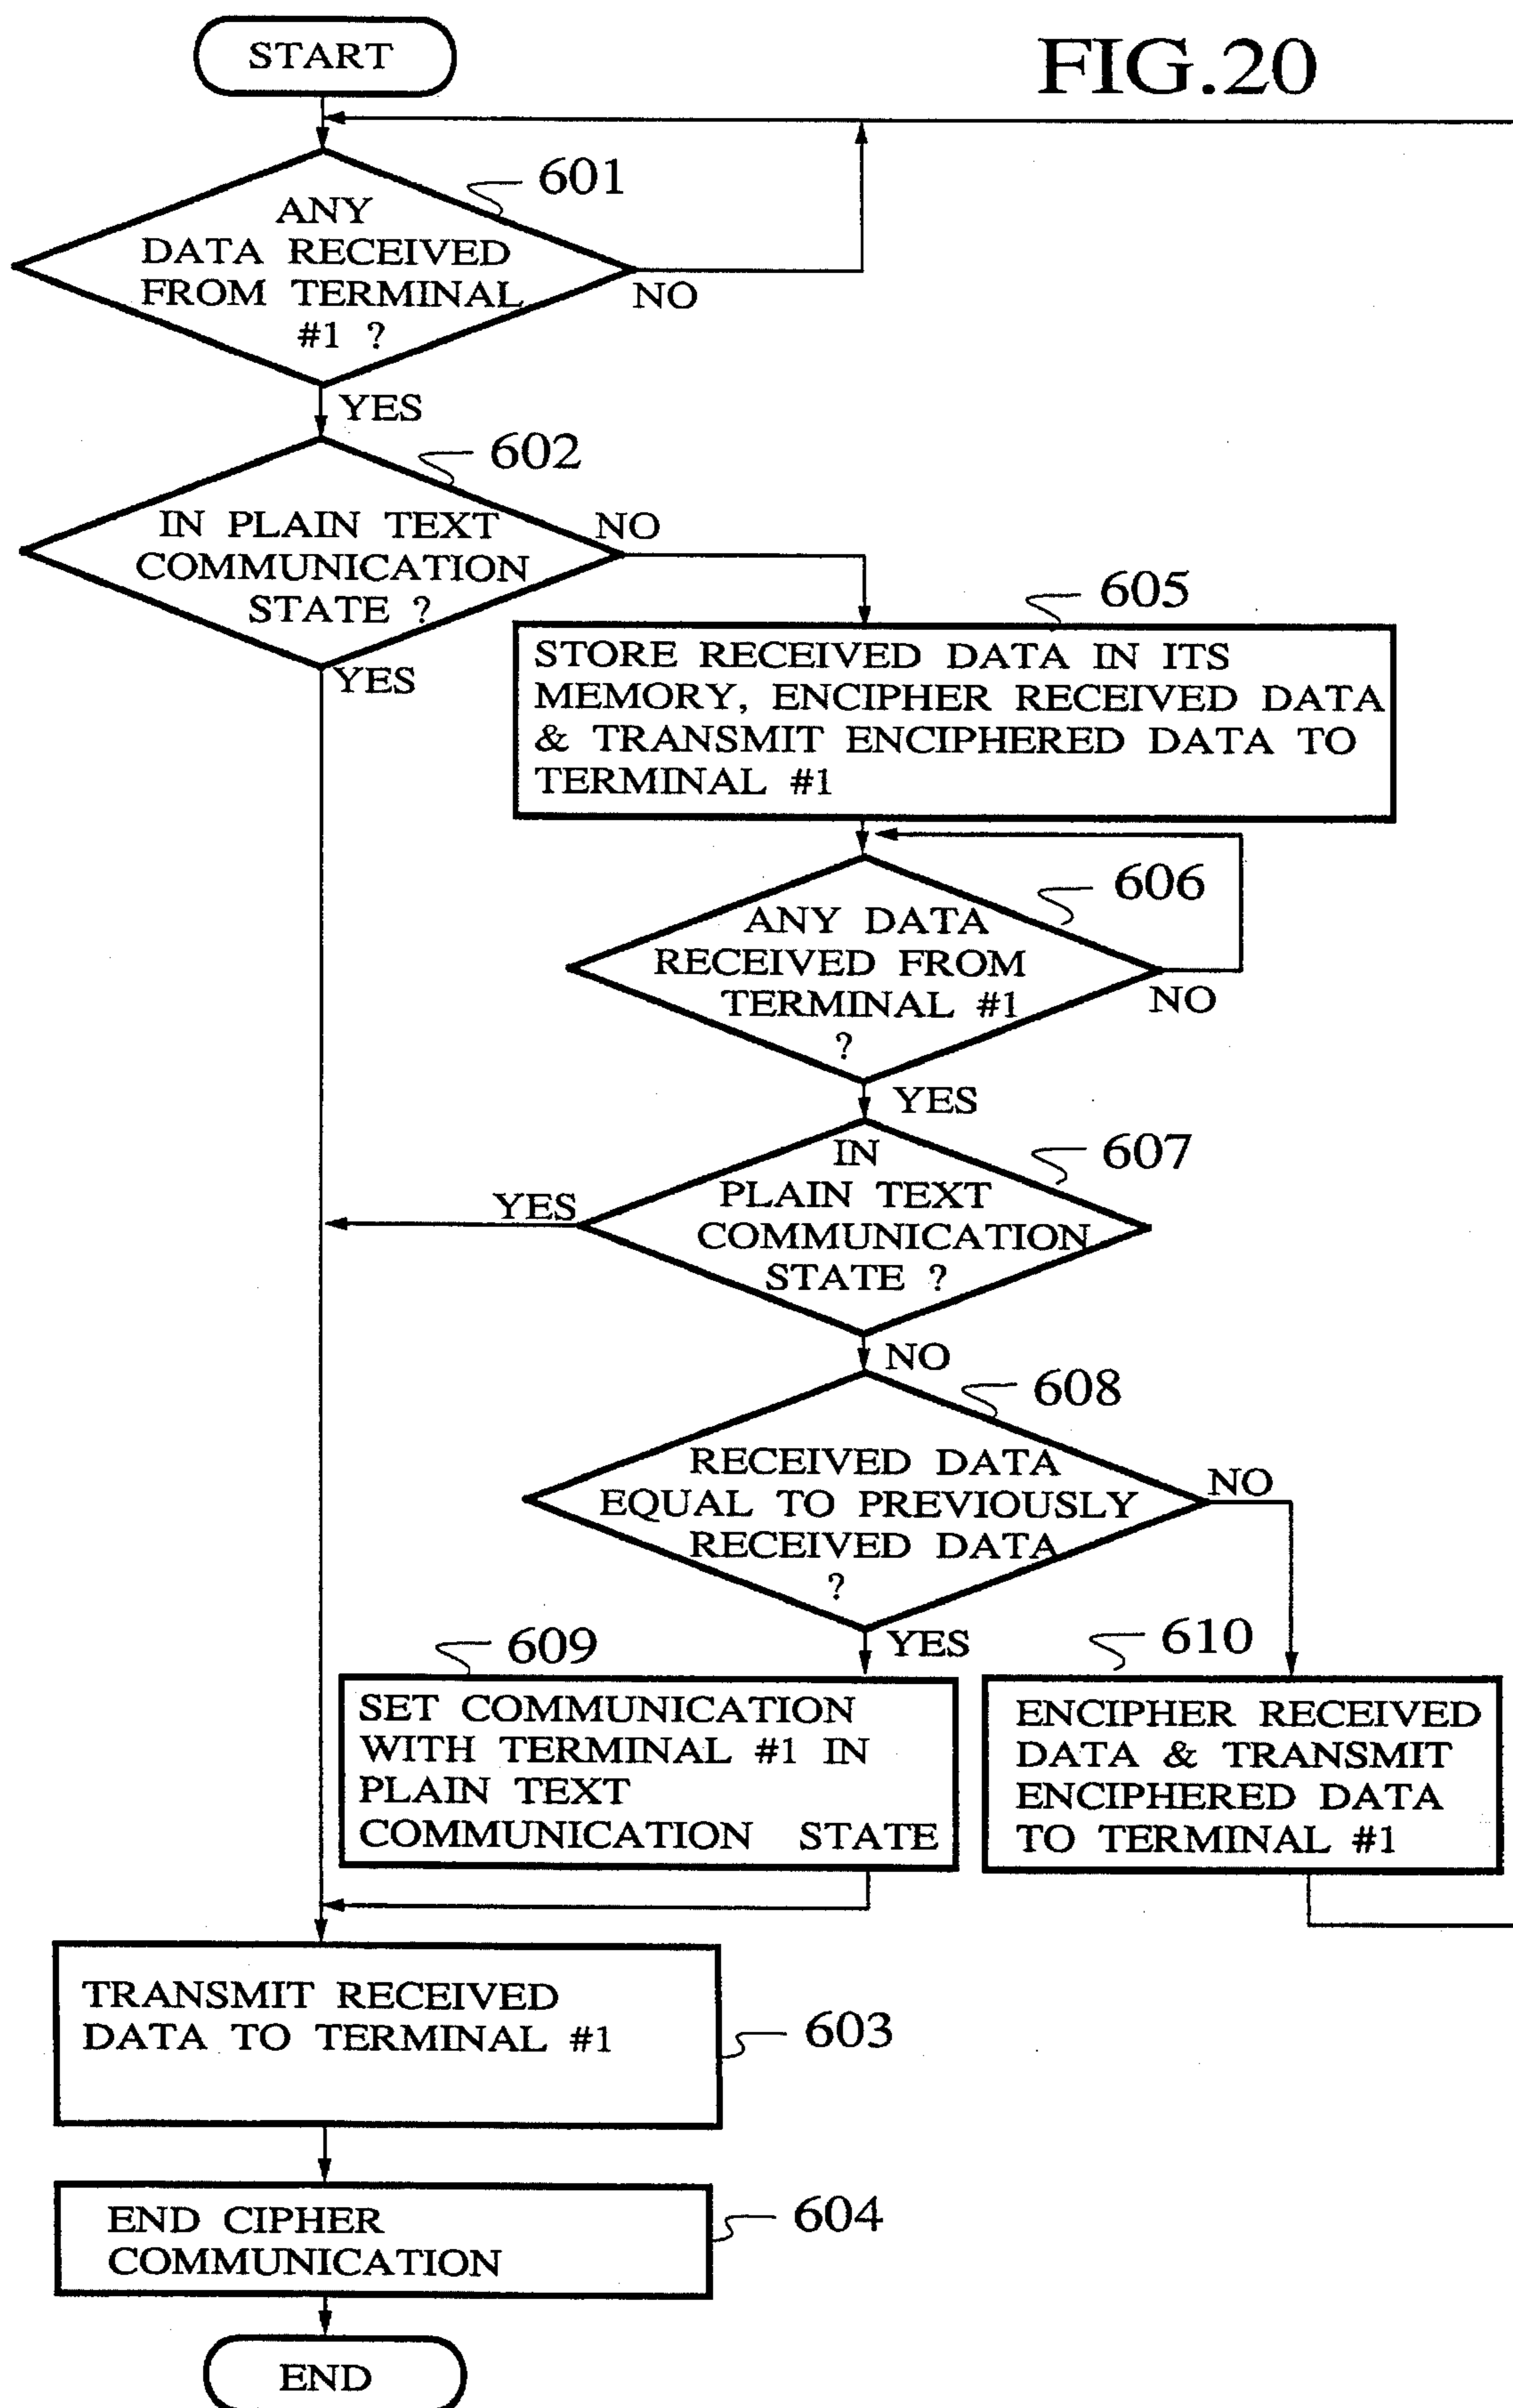 FIG.20
START
601
ANY
DATA RECEIVED
FROM TERMINAL
#1 ?
NO
YES
602
IN PLAIN TEXT
COMMUNICATION
STATE ?
NO
YES
605
STORE RECEIVED DATA IN ITS
MEMORY, ENCIPHER RECEIVED DATA
& TRANSMIT ENCIPHERED DATA TO
TERMINAL #1
606
ANY DATA
RECEIVED FROM
TERMINAL #1
?
NO
YES
607
IN
PLAIN TEXT
COMMUNICATION
STATE ?
YES
NO
608
RECEIVED DATA
EQUAL TO PREVIOUSLY
RECEIVED DATA
?
NO
YES
609
SET COMMUNICATION
WITH TERMINAL #1 IN
PLAIN TEXT
COMMUNICATION STATE
610
ENCIPHER RECEIVED
DATA & TRANSMIT
ENCIPHERED DATA
TO TERMINAL #1
TRANSMIT RECEIVED
DATA TO TERMINAL #1
603
END CIPHER
COMMUNICATION
604
END